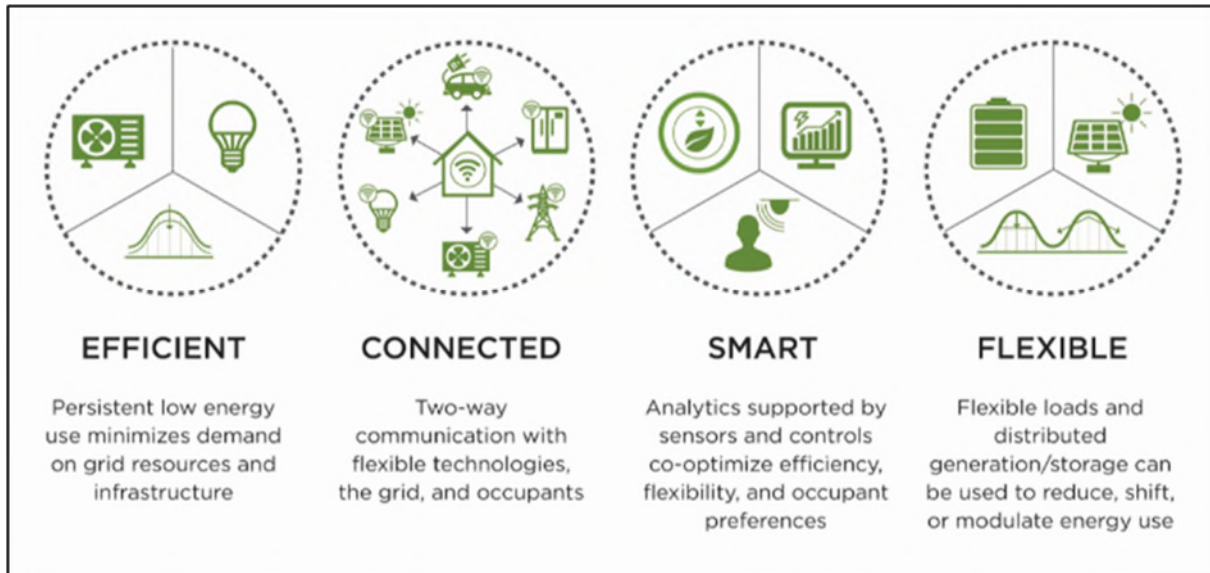 EFFICIENT
Persistent low energy
use minimizes demand
on grid resources and
infrastructure
CONNECTED
Two-way
communication with
flexible technologies,
the grid, and occupants
SMART
Analytics supported by
sensors and controls
co-optimize efficiency,
flexibility, and occupant
preferences
FLEXIBLE
Flexible loads and
distributed
generation/storage can
be used to reduce, shift,
or modulate energy use